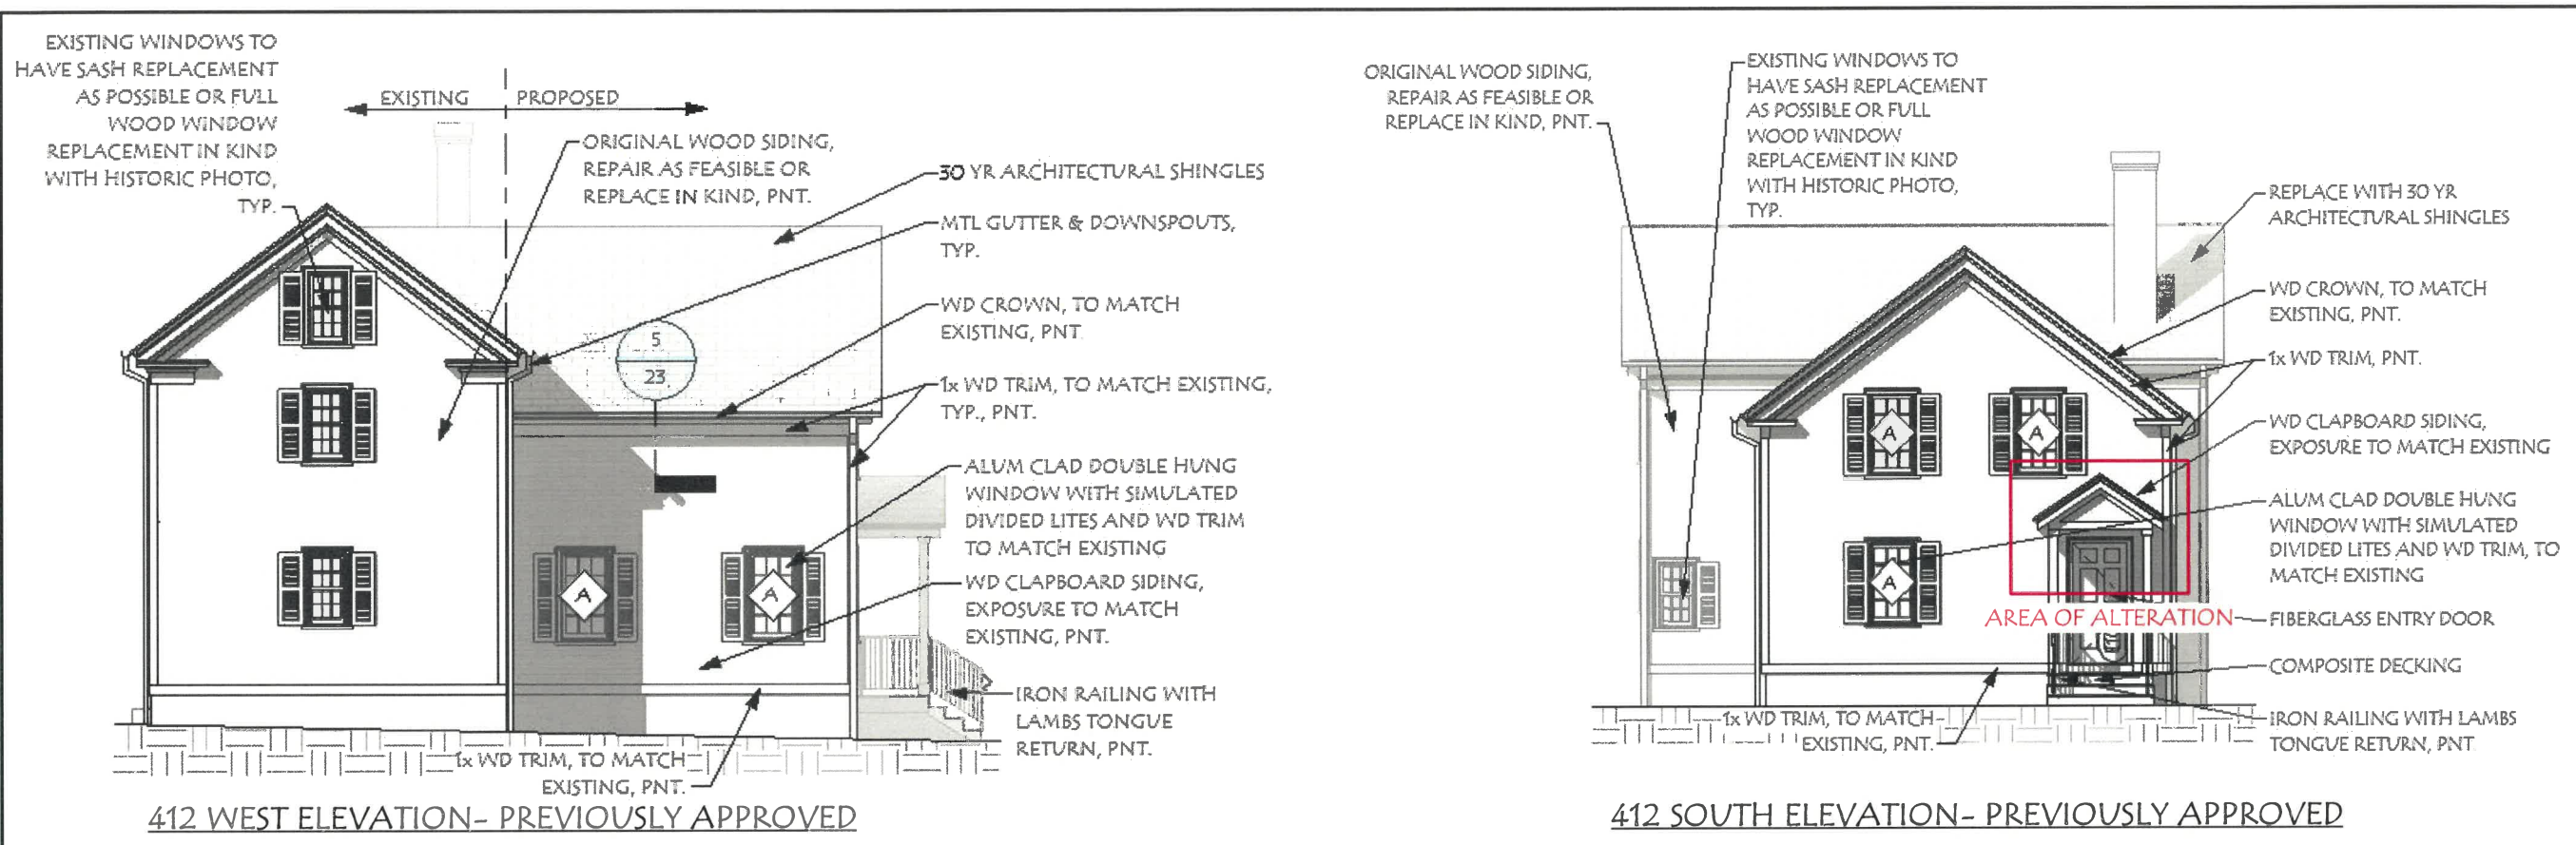 EXISTING WINDOWS TO
HAVE SASH REPLACEMENT
AS POSSIBLE OR FULL
WOOD WINDOW
REPLACEMENT IN KIND
WITH HISTORIC PHOTO,
TYP.
EXISTING
PROPOSED
ORIGINAL WOOD SIDING,
REPAIR AS FEASIBLE OR
REPLACE IN KIND, PNT.
30 YR ARCHITECTURAL SHINGLES
MTL GUTTER & DOWNSPOUTS,
TYP.
WD CROWN, TO MATCH
EXISTING, PNT.
5
23
1x WD TRIM, TO MATCH EXISTING,
TYP., PNT.
ALUM CLAD DOUBLE HUNG
WINDOW WITH SIMULATED
DIVIDED LITES AND WD TRIM
TO MATCH EXISTING
A
A
WD CLAPBOARD SIDING,
EXPOSURE TO MATCH
EXISTING, PNT.
IRON RAILING WITH
LAMBS TONGUE
RETURN, PNT.
1x WD TRIM, TO MATCH
EXISTING, PNT.
412 WEST ELEVATION- PREVIOUSLY APPROVED
ORIGINAL WOOD SIDING,
REPAIR AS FEASIBLE OR
REPLACE IN KIND, PNT.
EXISTING WINDOWS TO
HAVE SASH REPLACEMENT
AS POSSIBLE OR FULL
WOOD WINDOW
REPLACEMENT IN KIND
WITH HISTORIC PHOTO,
TYP.
REPLACE WITH 30 YR
ARCHITECTURAL SHINGLES
WD CROWN, TO MATCH
EXISTING, PNT.
1x WD TRIM, PNT.
A
A
WD CLAPBOARD SIDING,
EXPOSURE TO MATCH EXISTING
ALUM CLAD DOUBLE HUNG
WINDOW WITH SIMULATED
DIVIDED LITES AND WD TRIM, TO
MATCH EXISTING
A
AREA OF ALTERATION
FIBERGLASS ENTRY DOOR
COMPOSITE DECKING
IRON RAILING WITH LAMBS
TONGUE RETURN, PNT
1x WD TRIM, TO MATCH
EXISTING, PNT.
412 SOUTH ELEVATION- PREVIOUSLY APPROVED